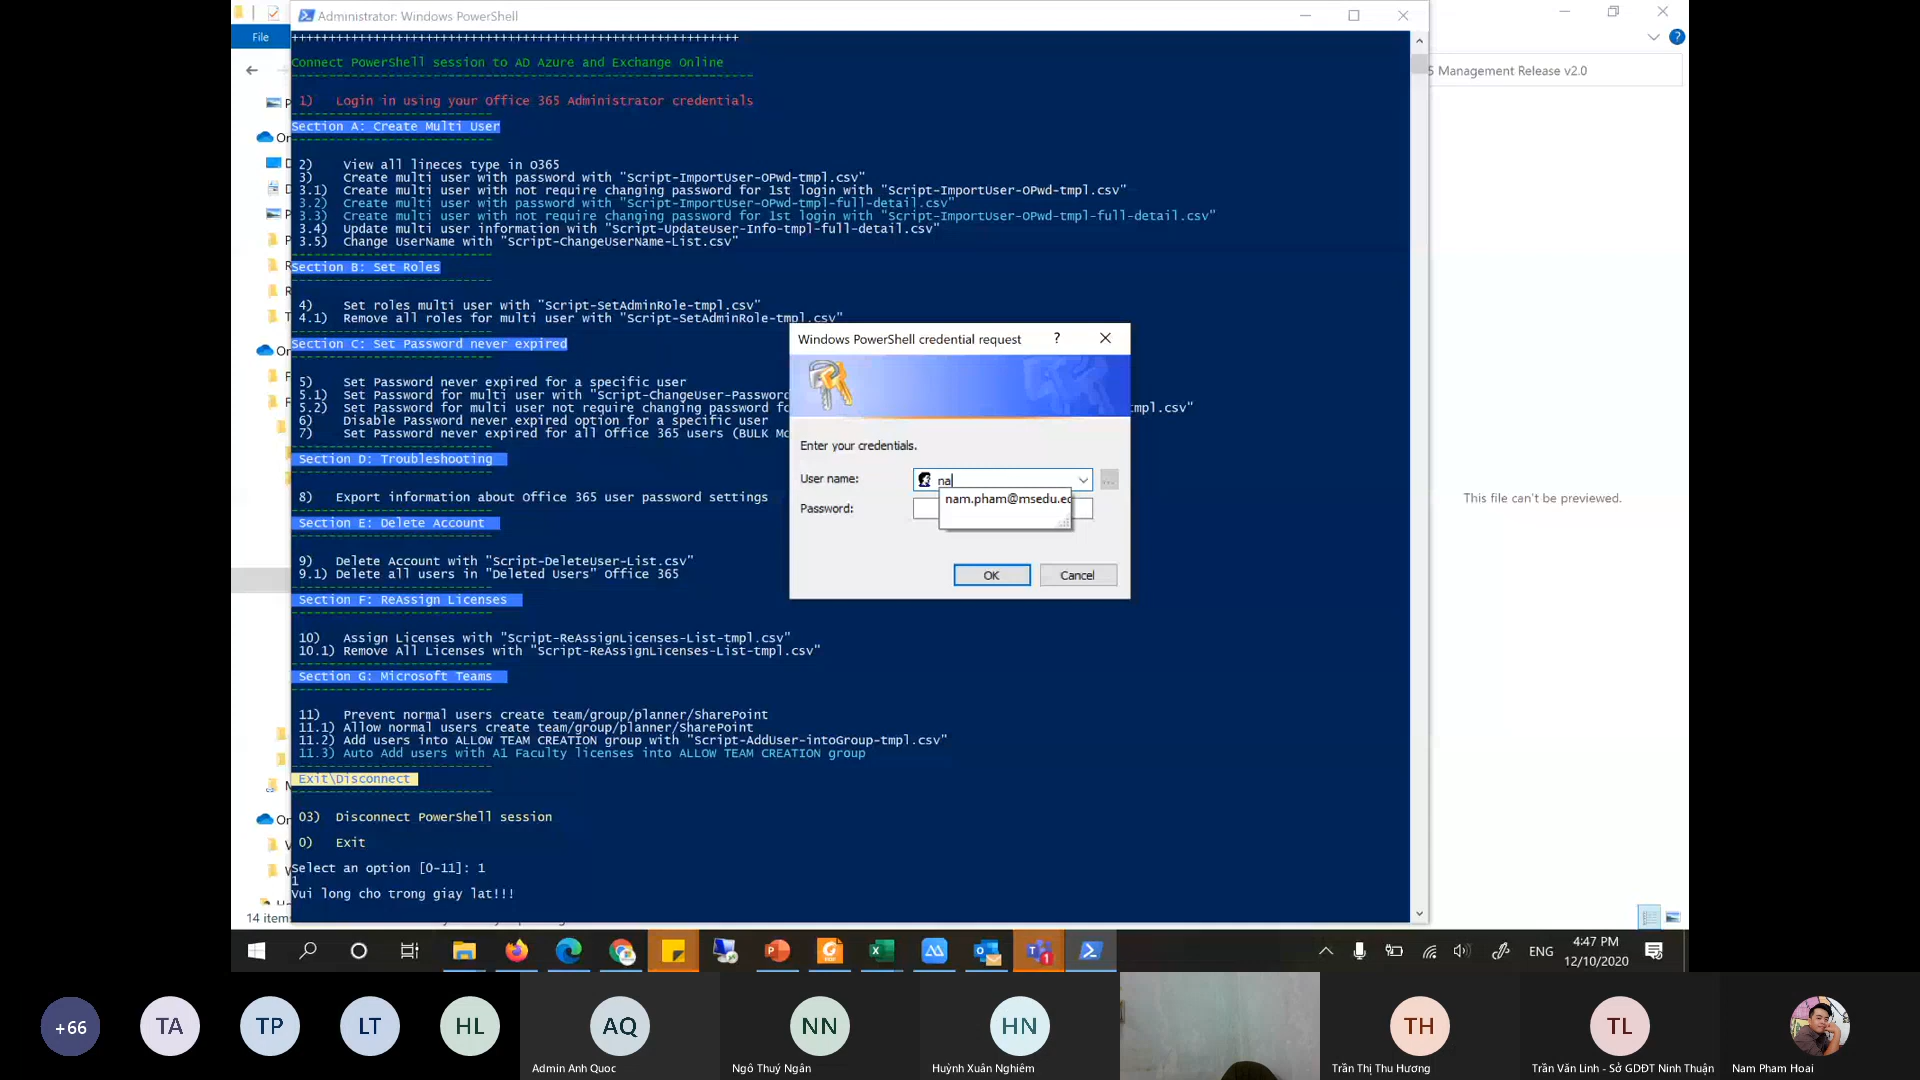 Administrator: Windows PowerShell
File
++++++++++++++++++++++++++++++++++++++++++++++++++++++++++++
Connect PowerShell session to AD Azure and Exchange Online
1) Login in using your Office 365 Administrator credentials
Section A: Create Multi User
2) View all lineces type in O365
3) Create multi user with password with "Script-ImportUser-OPwd-tmpl.csv"
3.1) Create multi user with not require changing password for 1st login with "Script-ImportUser-OPwd-tmpl.csv"
3.2) Create multi user with password with "Script-ImportUser-OPwd-tmpl-full-detail.csv"
3.3) Create multi user with not require changing password for 1st login with "Script-ImportUser-OPwd-tmpl-full-detail.csv"
3.4) Update multi user information with "Script-UpdateUser-Info-tmpl-full-detail.csv"
3.5) Change UserName with "Script-ChangeUserName-List.csv"
Section B: Set Roles
4) Set roles multi user with "Script-SetAdminRole-tmpl.csv"
4.1) Remove all roles for multi user with "Script-SetAdminRole-tmpl.csv"
Section C: Set Password never expired
5) Set Password never expired for a specific user
5.1) Set Password for multi user with "Script-ChangeUser-Password
5.2) Set Password for multi user not require changing password fo mpl.csv"
6) Disable Password never expired option for a specific user
7) Set Password never expired for all Office 365 users (BULK Mo
Section D: Troubleshooting
8) Export information about Office 365 user password settings
Section E: Delete Account
9) Delete Account with "Script-DeleteUser-List.csv"
9.1) Delete all users in "Deleted Users" Office 365
Section F: ReAssign Licenses
10) Assign Licenses with "Script-ReAssignLicenses-List-tmpl.csv"
10.1) Remove All Licenses with "Script-ReAssignLicenses-List-tmpl.csv"
Section G: Microsoft Teams
11) Prevent normal users create team/group/planner/SharePoint
11.1) Allow normal users create team/group/planner/SharePoint
11.2) Add users into ALLOW TEAM CREATION group with "Script-AddUser-intoGroup-tmpl.csv"
11.3) Auto Add users with A1 Faculty licenses into ALLOW TEAM CREATION group
Exit\Disconnect
03) Disconnect PowerShell session
0) Exit
Select an option [0-11]: 1
1
Vui long cho trong giay lat!!!
Windows PowerShell credential request
Enter your credentials.
User name:
na
nam.pham@msedu.ed
Password:
OK
Cancel
5 Management Release v2.0
This file can't be previewed.
14 items
ENG
4:47 PM
12/10/2020
+66
TA
TP
LT
HL
AQ
NN
HN
TH
TL
Admin Anh Quoc
Ngô Thuý Ngân
Huỳnh Xuân Nghiêm
Trần Thị Thu Hương
Trần Văn Linh - Sở GDĐT Ninh Thuận
Nam Pham Hoai